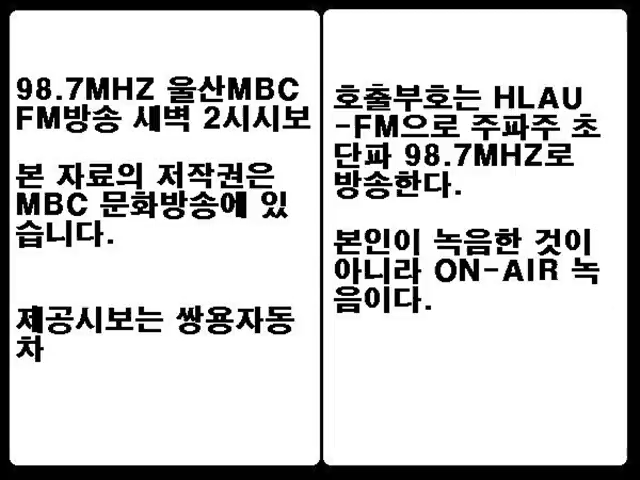 98.7MHZ 울산MBC
FM방송 새벽 2시시보
본 자료의 저작권은
MBC 문화방송에 있
습니다.
제공시보는 쌍용자동
차
호출부호는 HLAU
-FM으로 주파주 초
단파 98.7MHZ로
방송한다.
본인이 녹음한 것이
아니라 ON-AIR 녹
음이다.